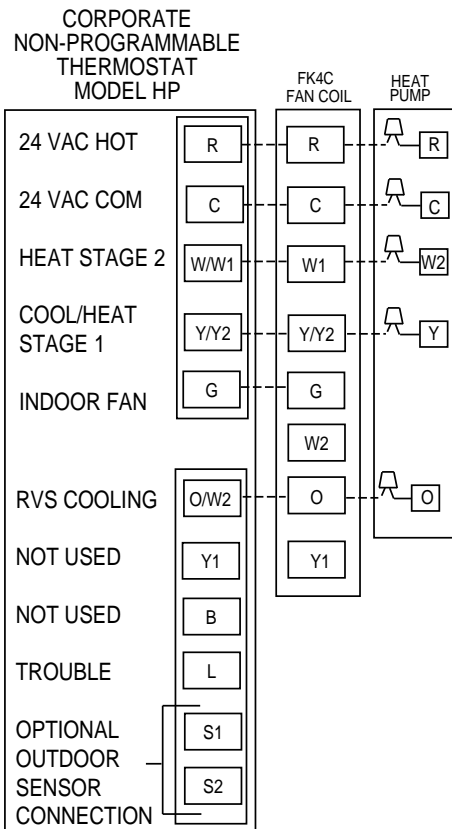 CORPORATE
NON-PROGRAMMABLE
THERMOSTAT
MODEL HP
FK4C
FAN COIL
HEAT
PUMP
24 VAC HOT R R R
24 VAC COM C C C
HEAT STAGE 2 W/W1 W1 W2
COOL/HEAT
STAGE 1 Y/Y2 Y/Y2 Y
INDOOR FAN G G
W2
RVS COOLING O/W2 O O
NOT USED Y1 Y1
NOT USED B
TROUBLE L
OPTIONAL S1
OUTDOOR
SENSOR S2
CONNECTION